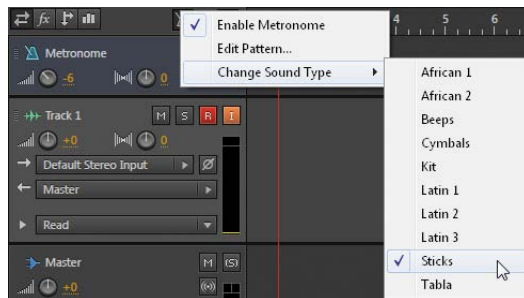 fx
Enable Metronome
4 5 6
Metronome
Edit Pattern...
-6 0
Change Sound Type
African 1
African 2
Track 1 M S R I
Beeps
+0 0
Cymbals
Default Stereo Input
Kit
Master
Latin 1
Latin 2
Read
Latin 3
Master M (S)
Sticks
+0
Tabla